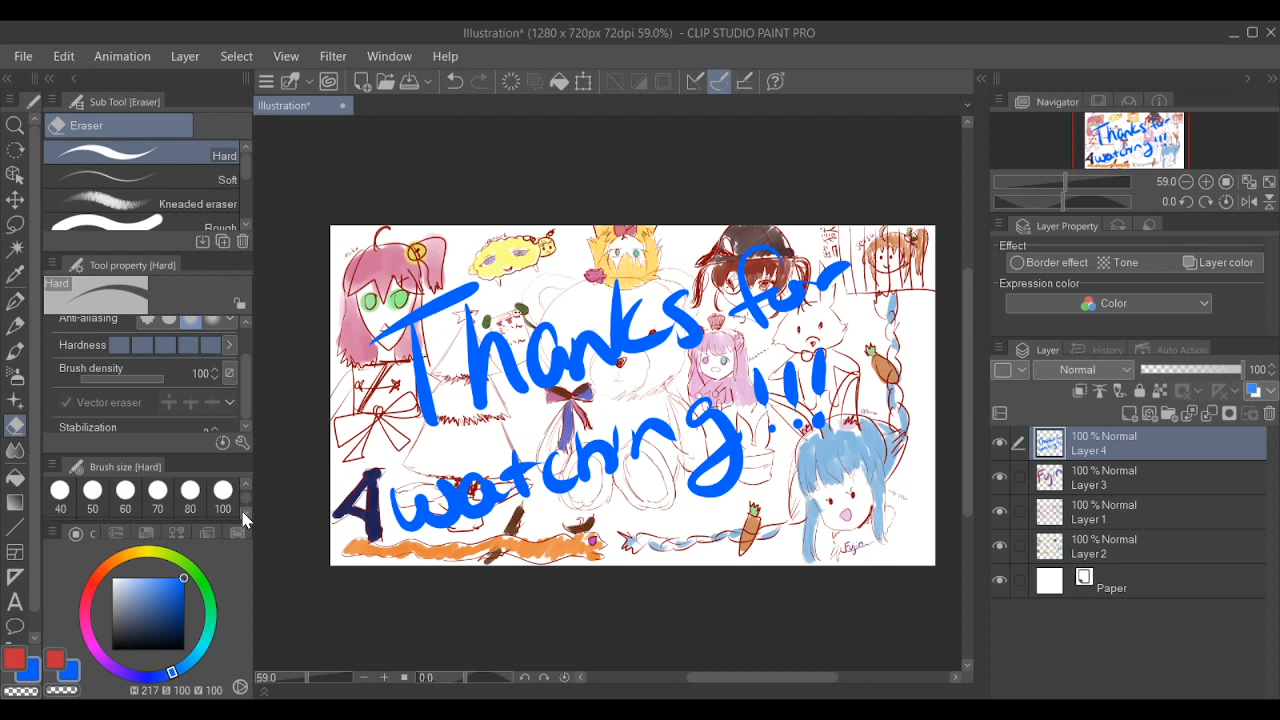 Illustration* (1280 x 720px 72dpi 59.0%) - CLIP STUDIO PAINT PRO
File Edit Animation Layer Select View Filter Window Help
Sub Tool [Eraser]
Eraser
Hard
Soft
Kneaded eraser
Rough
Tool property [Hard]
Hard
Anti-aliasing
Hardness
Brush density 100
Vector eraser
Stabilization
Brush size [Hard]
40 60 70 80 100
C
H 217 S 100 V 100
Illustration*
Thanks for
watching!!!
Fujin
59.0
0.0
Navigator
59.0
0.0
Layer Property
Effect
Border effect Tone Layer color
Expression color
Color
Layer History Auto Action
Normal 100
100 % Normal
Layer 4
100 % Normal
Layer 3
100 % Normal
Layer 1
100 % Normal
Layer 2
Paper